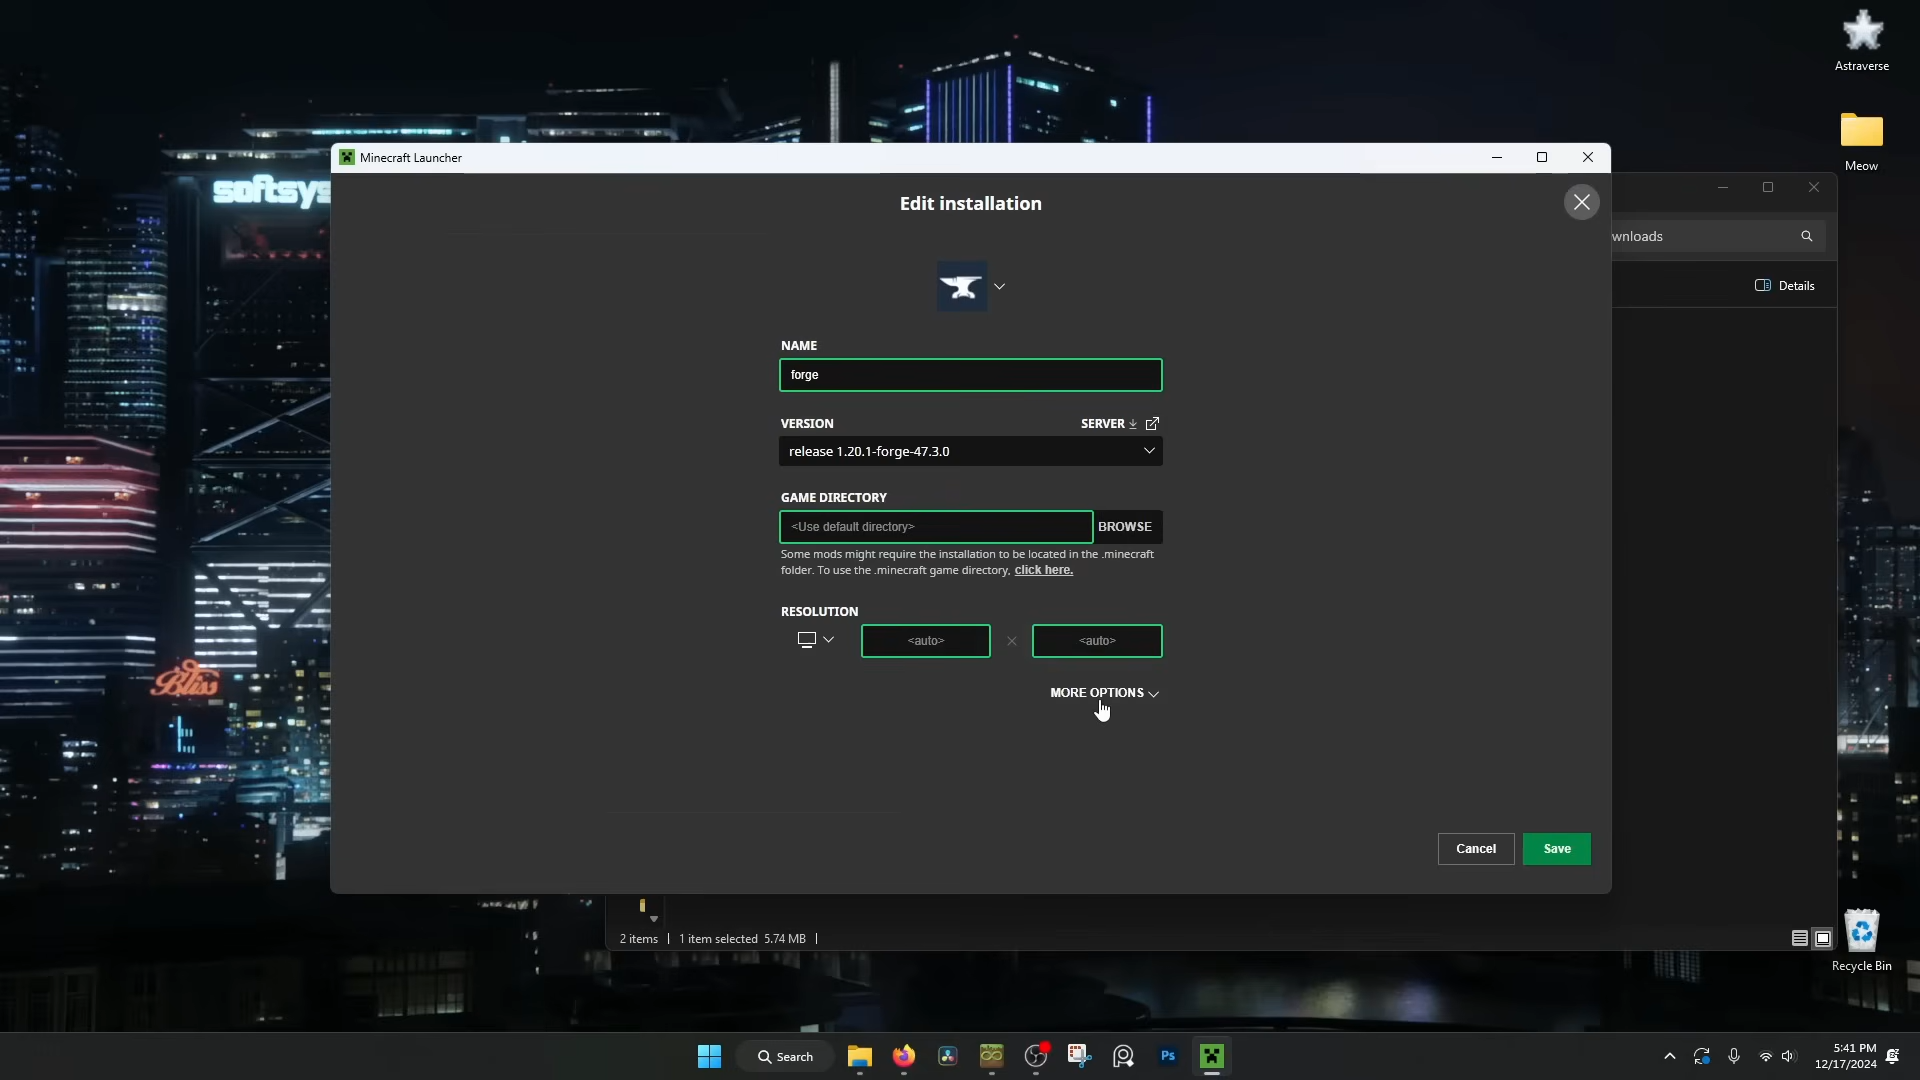 Astraverse
Meow
softsys
Minecraft Launcher
Edit installation
wnloads
Details
NAME
forge
VERSION
SERVER
release 1.20.1-forge-47.3.0
GAME DIRECTORY
<Use default directory>
BROWSE
Some mods might require the installation to be located in the .minecraft
folder. To use the .minecraft game directory, click here.
RESOLUTION
<auto>
<auto>
MORE OPTIONS
Bliss
Cancel
Save
2 items
1 item selected 5.74 MB
Recycle Bin
Search
Ps
5:41 PM
12/17/2024